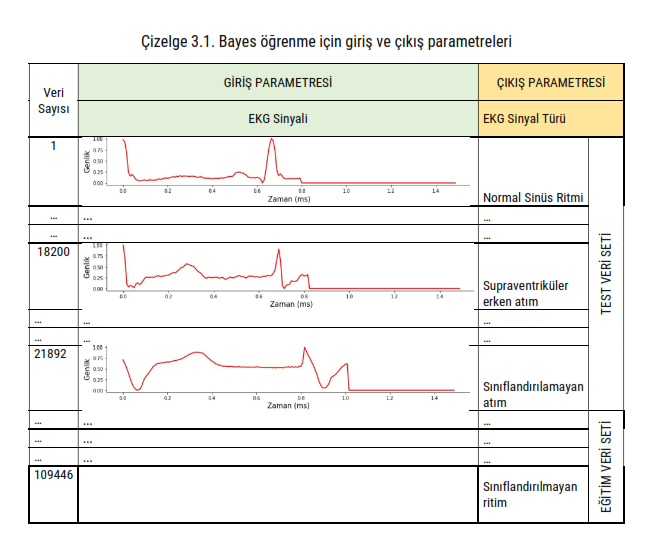 Çizelge 3.1. Bayes öğrenme için giriş ve çıkış parametreleri
Veri Sayısı
GİRİŞ PARAMETRESİ
ÇIKIŞ PARAMETRESİ
EKG Sinyali
EKG Sinyal Türü
1
Genlik
1.00
0.75
0.50
0.25
0.00
0.0 0.2 0.4 0.6 0.8 1.0 1.2 1.4
Zaman (ms)
Normal Sinüs Ritmi
... ... ...
... ... ...
18200
Genlik
1.00
0.75
0.50
0.25
0.00
0.0 0.2 0.4 0.6 0.8 1.0 1.2 1.4
Zaman (ms)
Supraventriküler
erken atım
... ... ...
... ... ...
21892
Genlik
1.00
0.75
0.50
0.25
0.00
0.0 0.2 0.4 0.6 0.8 1.0 1.2 1.4
Zaman (ms)
Sınıflandırılamayan
atım
TEST VERİ SETİ
... ... ...
... ... ...
... ... ...
109446
Sınıflandırılmayan
ritim
EĞİTİM VERİ SETİ